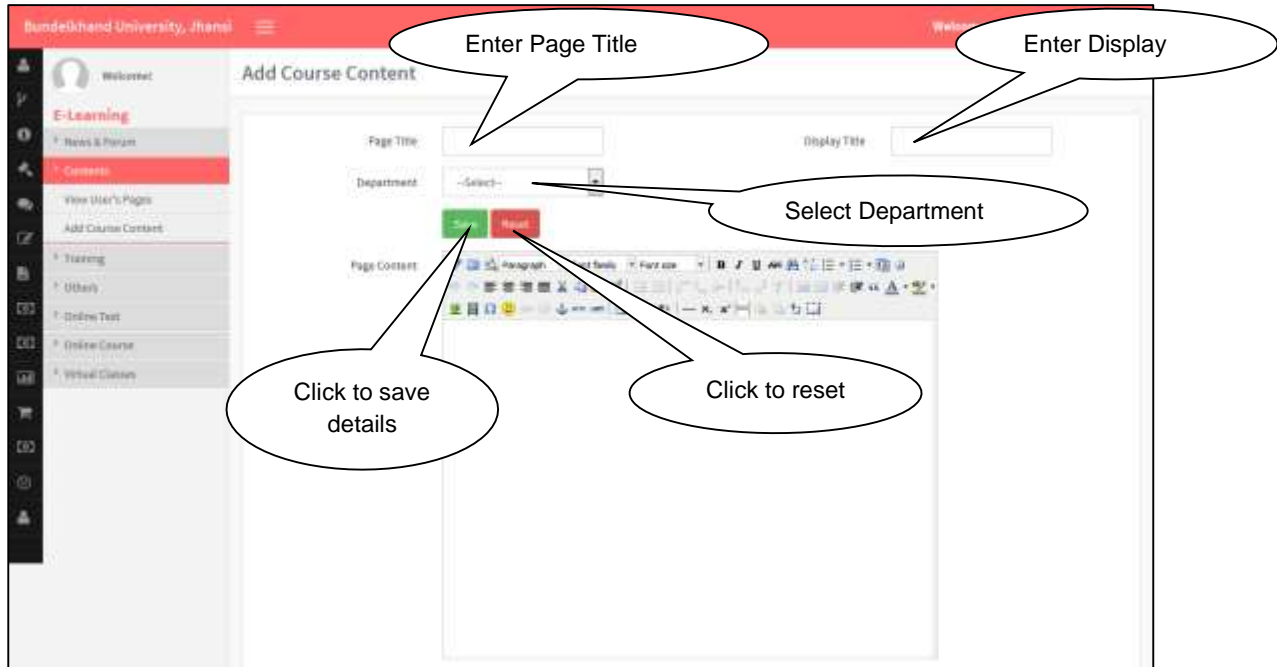 Bundelkhand University, Jhansi
Enter Page Title
Enter Display
Welcome!
Add Course Content
E-Learning
News & Forum
Page Title
Display Title
Contents
Department
--Select--
Select Department
View User's Pages
Add Course Content
Save
Reset
Training
Page Content
Paragraph
Font size
Others
Online Test
Online Course
Virtual Classes
Click to save
details
Click to reset